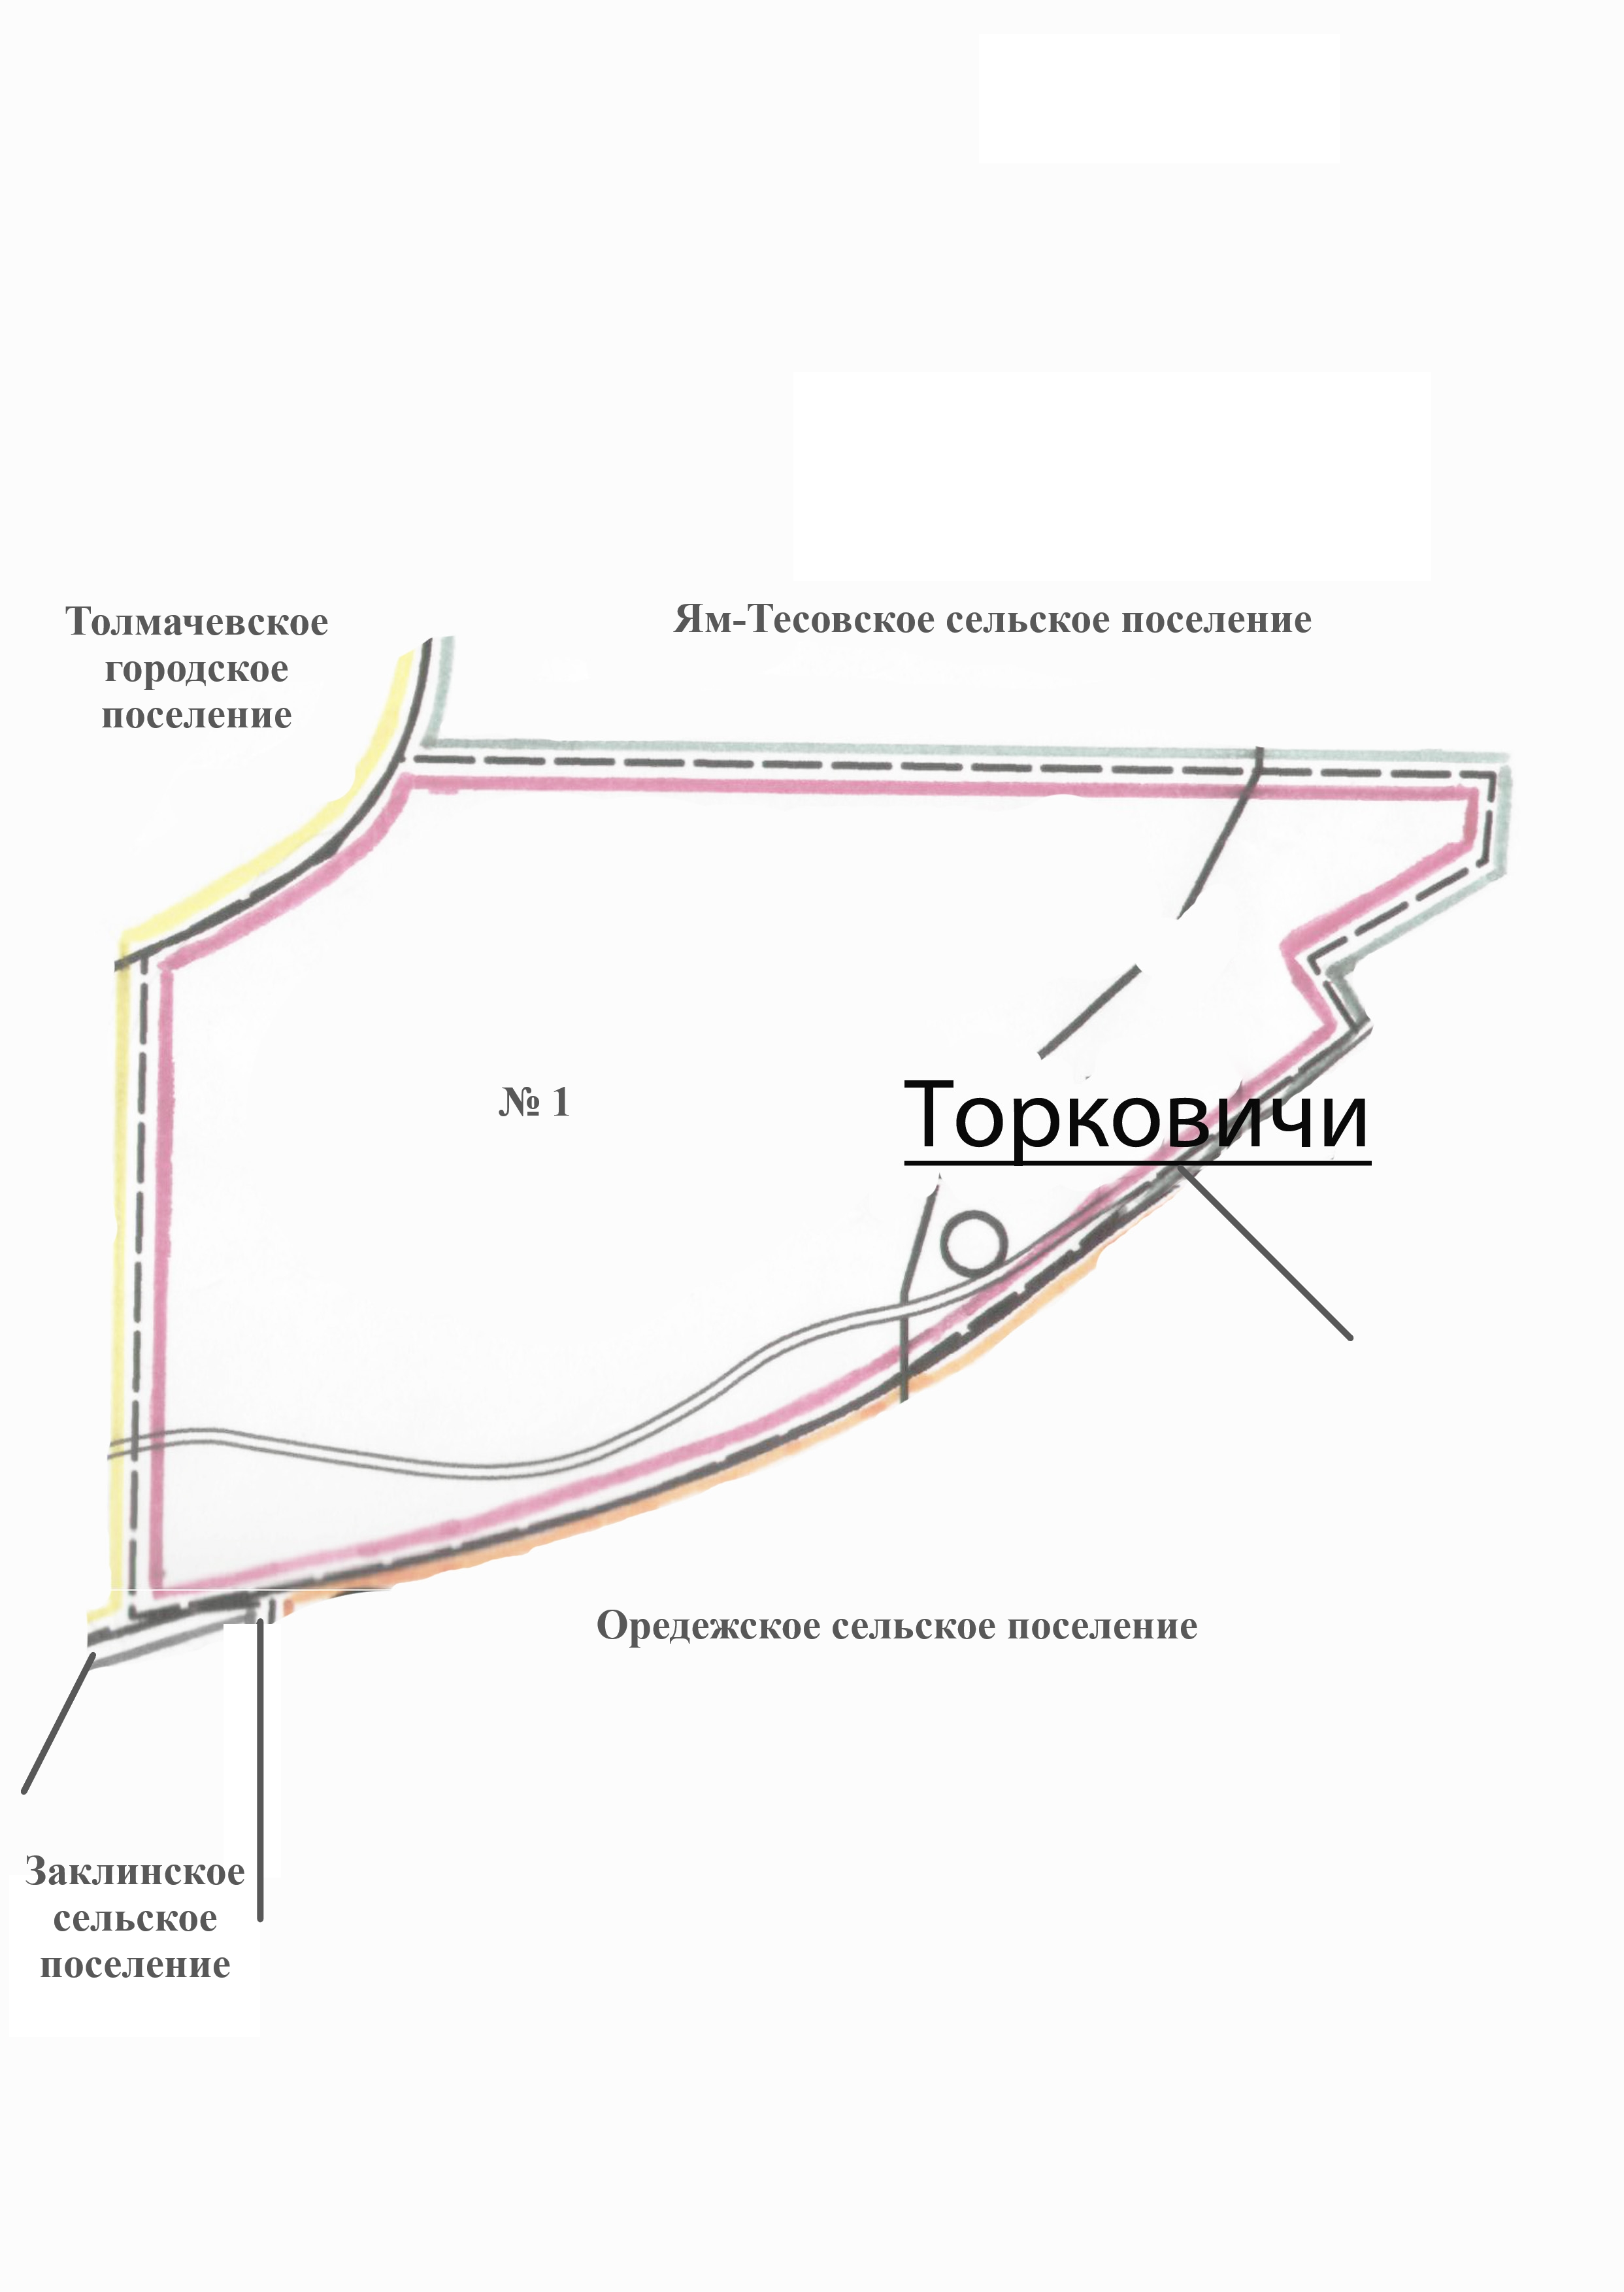 Толмачевское
городское
поселение
Ям-Тесовское сельское поселение
№ 1
Торковичи
Оредежское сельское поселение
Заклинское
сельское
поселение